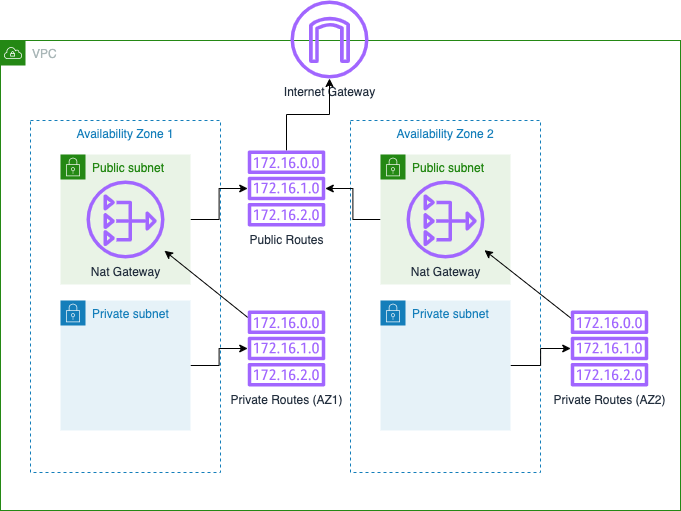 VPC
Internet Gateway
Availability Zone 1
Availability Zone 2
Public subnet
172.16.0.0
172.16.1.0
172.16.2.0
Public Routes
Public subnet
Nat Gateway
Nat Gateway
Private subnet
172.16.0.0
172.16.1.0
172.16.2.0
Private Routes (AZ1)
Private subnet
172.16.0.0
172.16.1.0
172.16.2.0
Private Routes (AZ2)